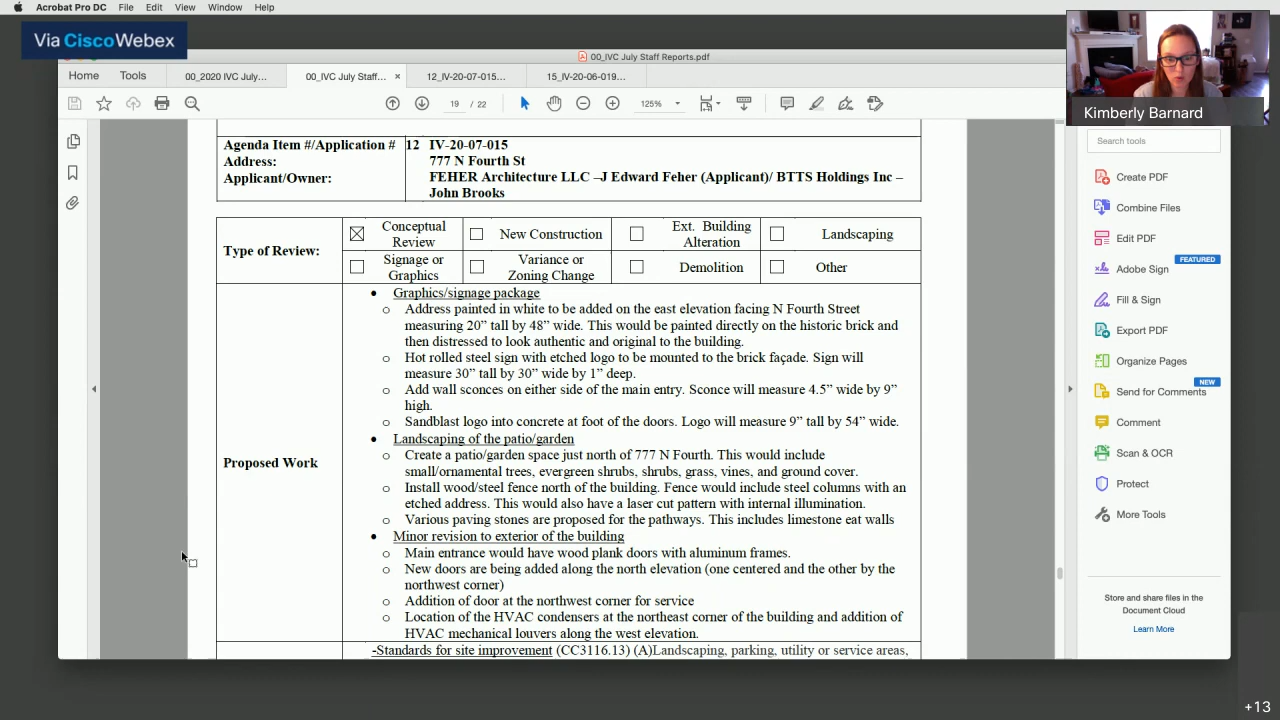 Acrobat Pro DC File Edit View Window Help
Via Cisco Webex
00_IVC July Staff Reports.pdf
Home Tools 00_2020 IVC July... 00_IVC July Staff... × 12_IV-20-07-015... 15_IV-20-06-019...
19 / 22 125%
Kimberly Barnard
Search tools
Create PDF
Combine Files
Edit PDF
Adobe Sign FEATURED
Fill & Sign
Export PDF
Organize Pages
Send for Comments NEW
Comment
Scan & OCR
Protect
More Tools
Store and share files in the
Document Cloud
Learn More
Agenda Item #/Application # 12 IV-20-07-015
Address: 777 N Fourth St
Applicant/Owner: FEHER Architecture LLC –J Edward Feher (Applicant)/ BTTS Holdings Inc –
John Brooks
Type of Review:
Conceptual
Review
New Construction
Ext. Building
Alteration
Landscaping
Signage or
Graphics
Variance or
Zoning Change
Demolition
Other
Proposed Work
• Graphics/signage package
o Address painted in white to be added on the east elevation facing N Fourth Street
measuring 20” tall by 48” wide. This would be painted directly on the historic brick and
then distressed to look authentic and original to the building.
o Hot rolled steel sign with etched logo to be mounted to the brick façade. Sign will
measure 30” tall by 30” wide by 1” deep.
o Add wall sconces on either side of the main entry. Sconce will measure 4.5” wide by 9”
high.
o Sandblast logo into concrete at foot of the doors. Logo will measure 9” tall by 54” wide.
• Landscaping of the patio/garden
o Create a patio/garden space just north of 777 N Fourth. This would include
small/ornamental trees, evergreen shrubs, shrubs, grass, vines, and ground cover.
o Install wood/steel fence north of the building. Fence would include steel columns with an
etched address. This would also have a laser cut pattern with internal illumination.
o Various paving stones are proposed for the pathways. This includes limestone eat walls
• Minor revision to exterior of the building
o Main entrance would have wood plank doors with aluminum frames.
o New doors are being added along the north elevation (one centered and the other by the
northwest corner)
o Addition of door at the northwest corner for service
o Location of the HVAC condensers at the northeast corner of the building and addition of
HVAC mechanical louvers along the west elevation.
-Standards for site improvement (CC3116.13) (A)Landscaping, parking, utility or service areas,
+13